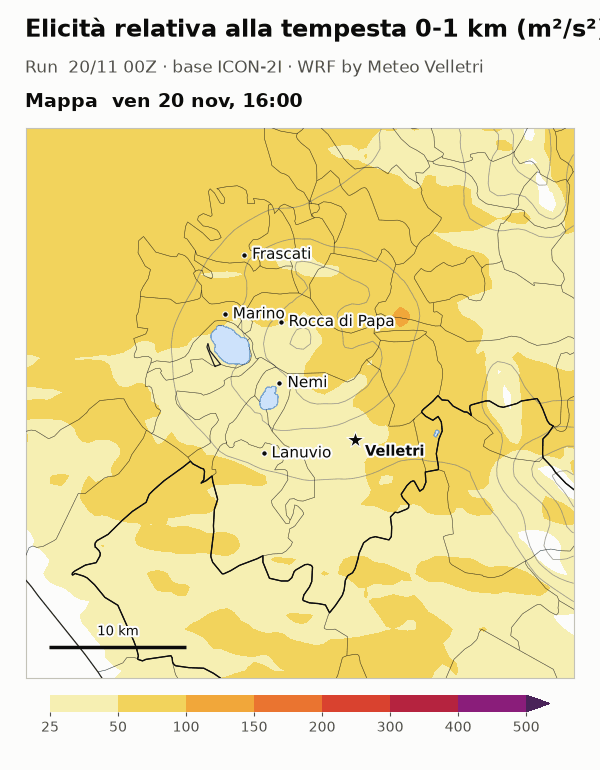 Elicità relativa alla tempesta 0-1 km (m²/s²)
Run 20/11 00Z · base ICON-2I · WRF by Meteo Velletri
Mappa ven 20 nov, 16:00
Frascati
Marino
Rocca di Papa
Nemi
Velletri
Lanuvio
10 km
25 50 100 150 200 300 400 500